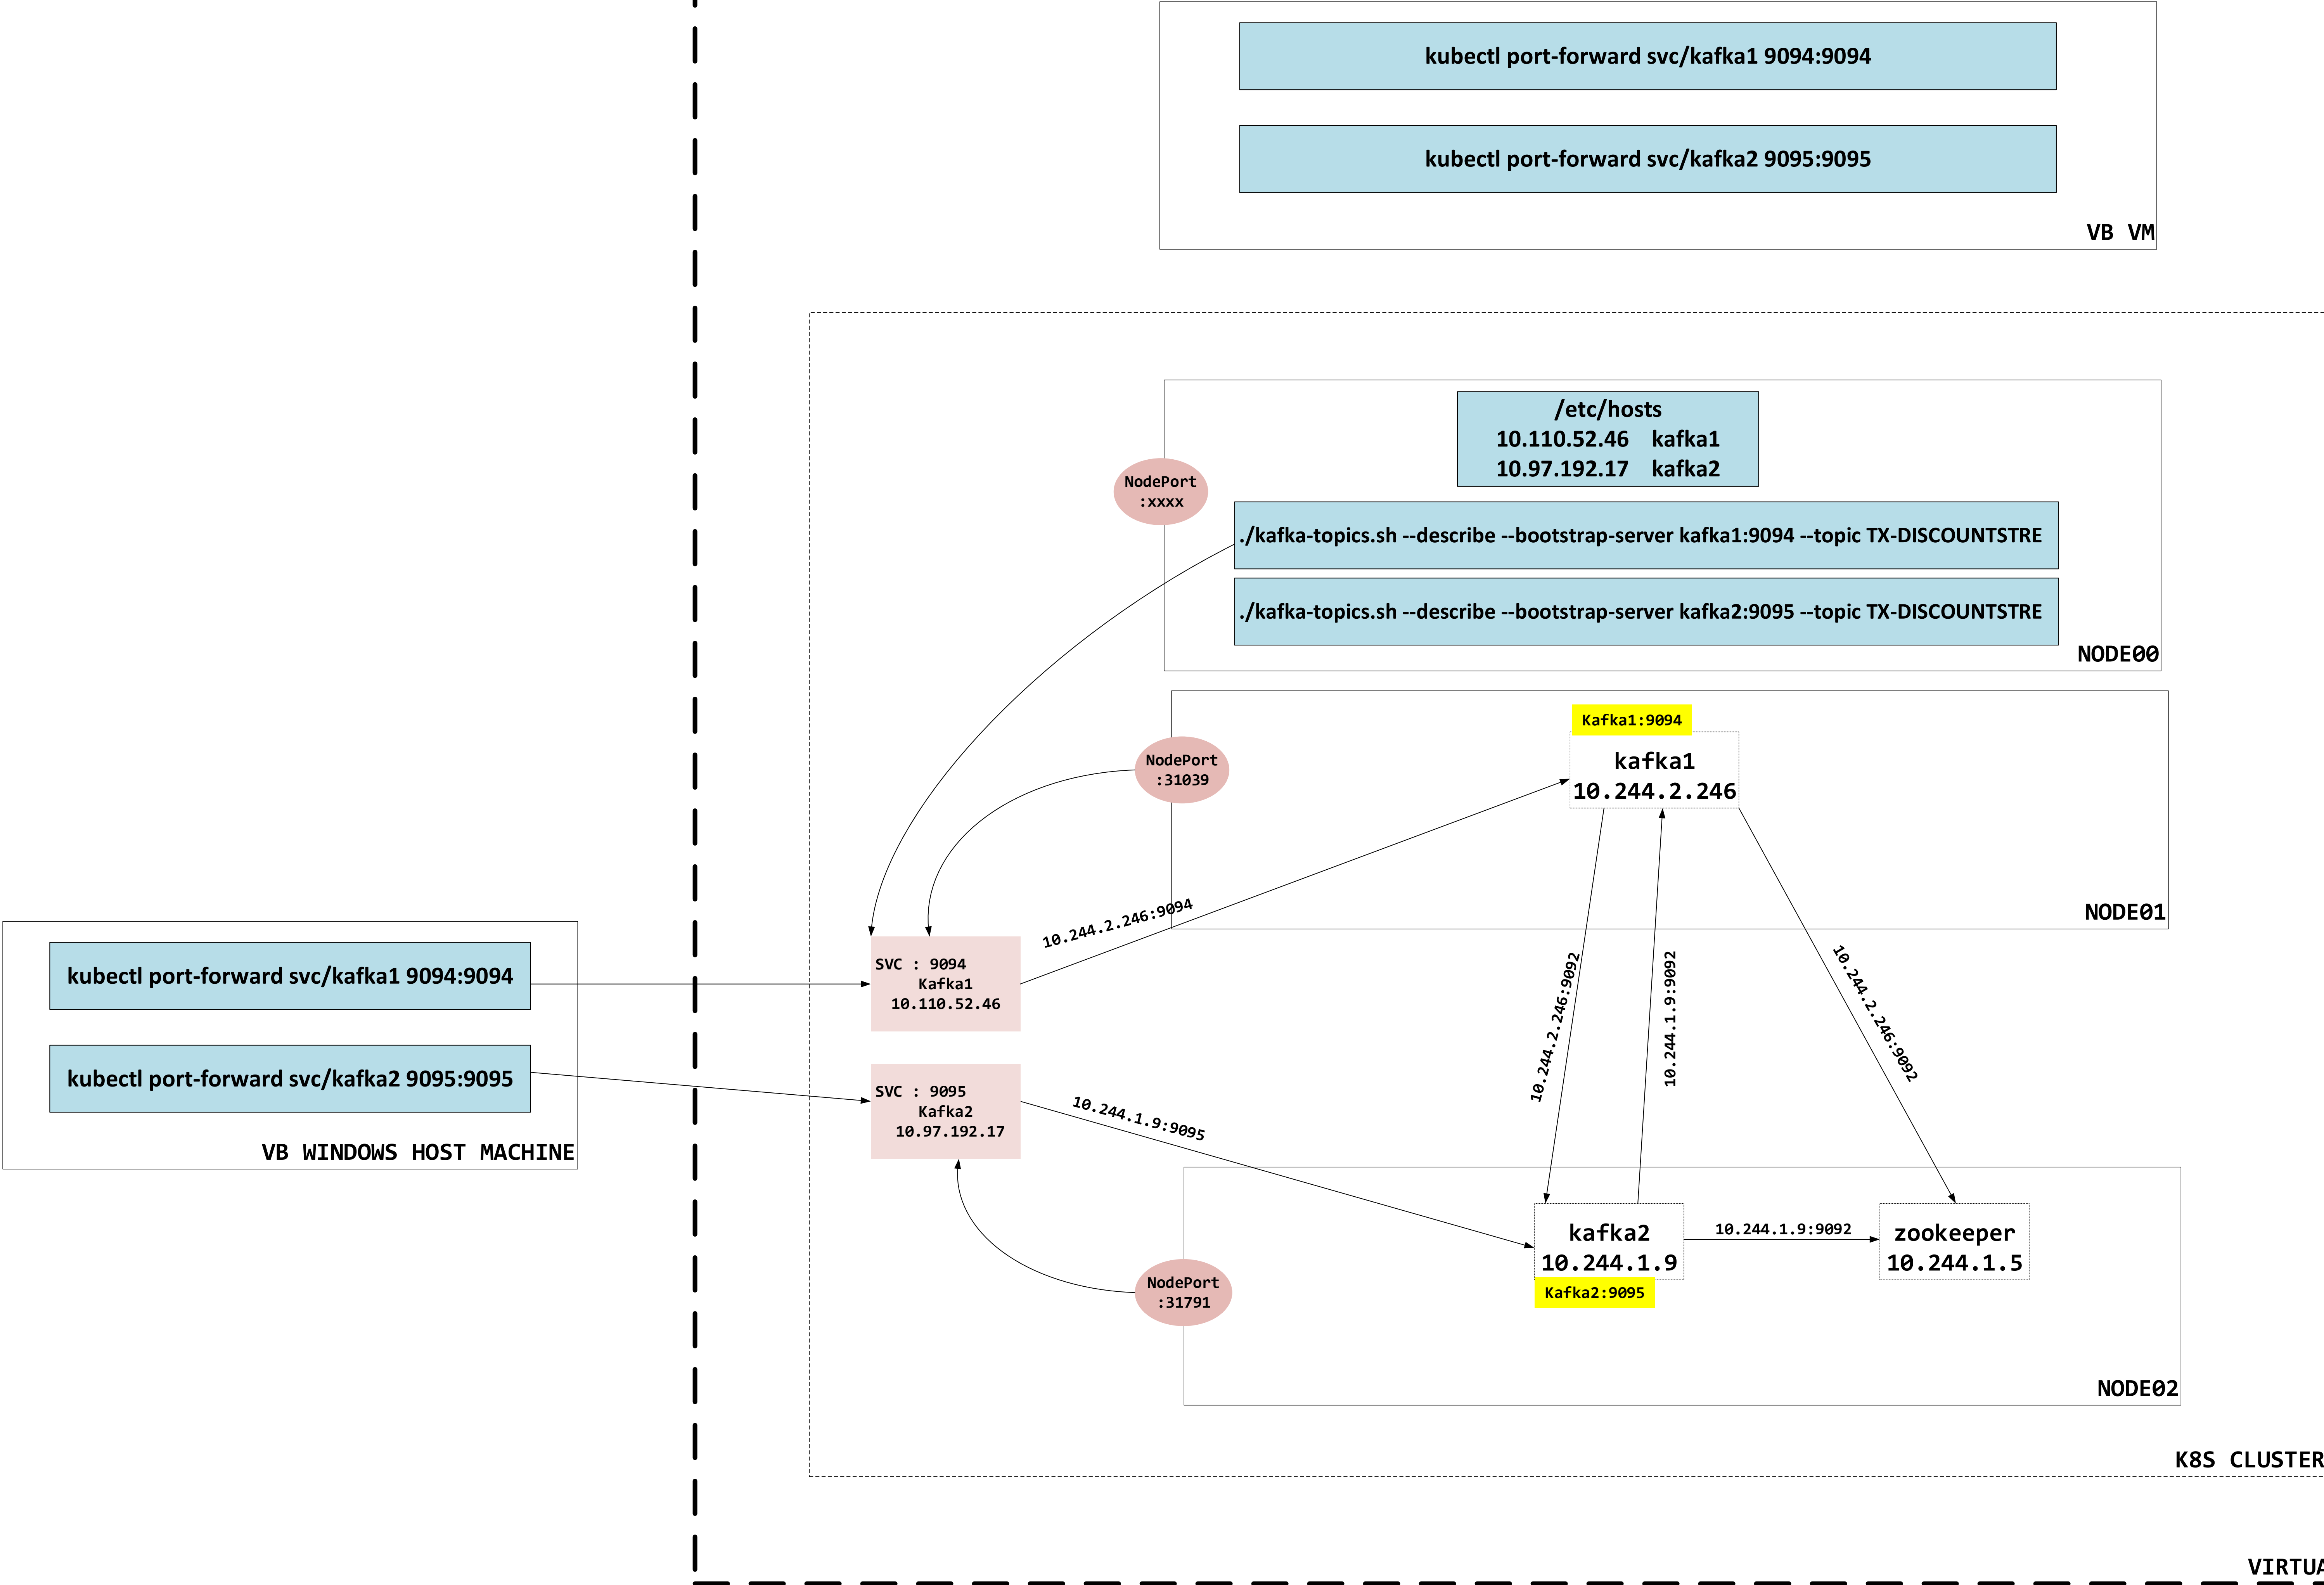 kubectl port-forward svc/kafka1 9094:9094
kubectl port-forward svc/kafka2 9095:9095
VB VM
/etc/hosts
10.110.52.46 kafka1
10.97.192.17 kafka2
NodePort
:xxxx
./kafka-topics.sh --describe --bootstrap-server kafka1:9094 --topic TX-DISCOUNTSTRE
./kafka-topics.sh --describe --bootstrap-server kafka2:9095 --topic TX-DISCOUNTSTRE
NODE00
Kafka1:9094
kafka1
10.244.2.246
NodePort
:31039
NODE01
10.244.2.246:9094
kubectl port-forward svc/kafka1 9094:9094
kubectl port-forward svc/kafka2 9095:9095
VB WINDOWS HOST MACHINE
SVC : 9094
Kafka1
10.110.52.46
SVC : 9095
Kafka2
10.97.192.17
10.244.1.9:9095
10.244.2.246:9092
10.244.1.9:9092
10.244.2.246:9092
kafka2
10.244.1.9
Kafka2:9095
10.244.1.9:9092
zookeeper
10.244.1.5
NodePort
:31791
NODE02
K8S CLUSTER
VIRTUA